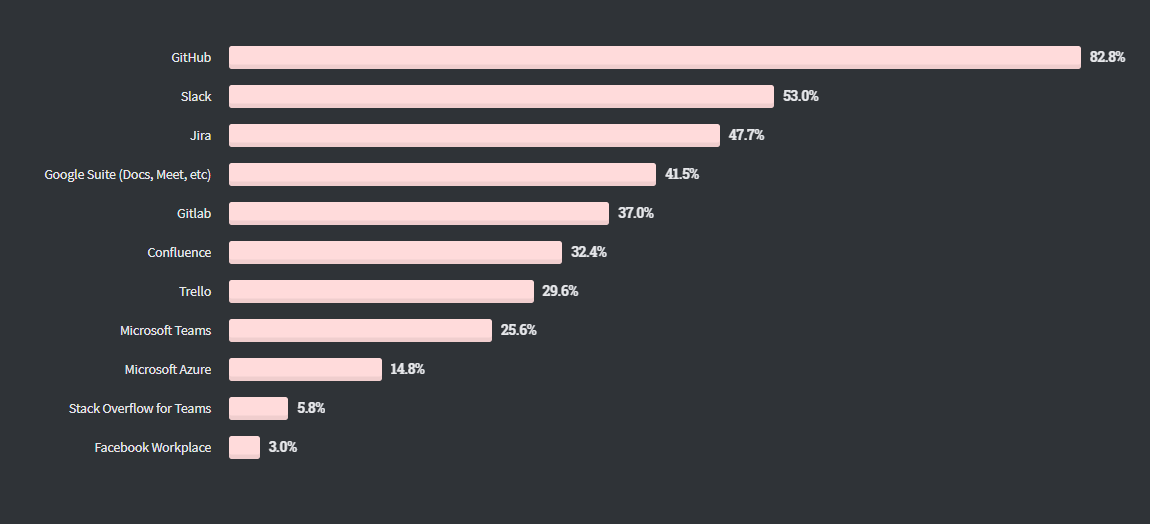 GitHub 82.8%
Slack 53.0%
Jira 47.7%
Google Suite (Docs, Meet, etc) 41.5%
Gitlab 37.0%
Confluence 32.4%
Trello 29.6%
Microsoft Teams 25.6%
Microsoft Azure 14.8%
Stack Overflow for Teams 5.8%
Facebook Workplace 3.0%